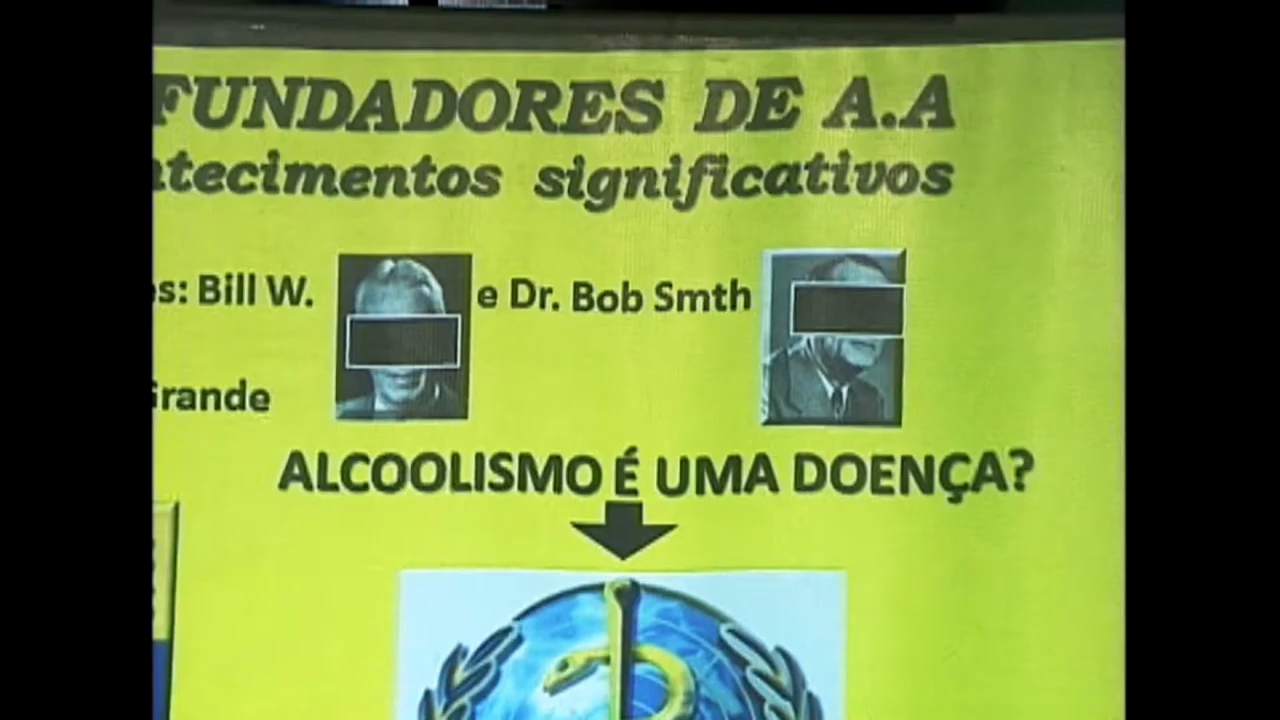 FUNDADORES DE A.A
ntecimentos significativos
s: Bill W. e Dr. Bob Smth
Grande
ALCOOLISMO É UMA DOENÇA?